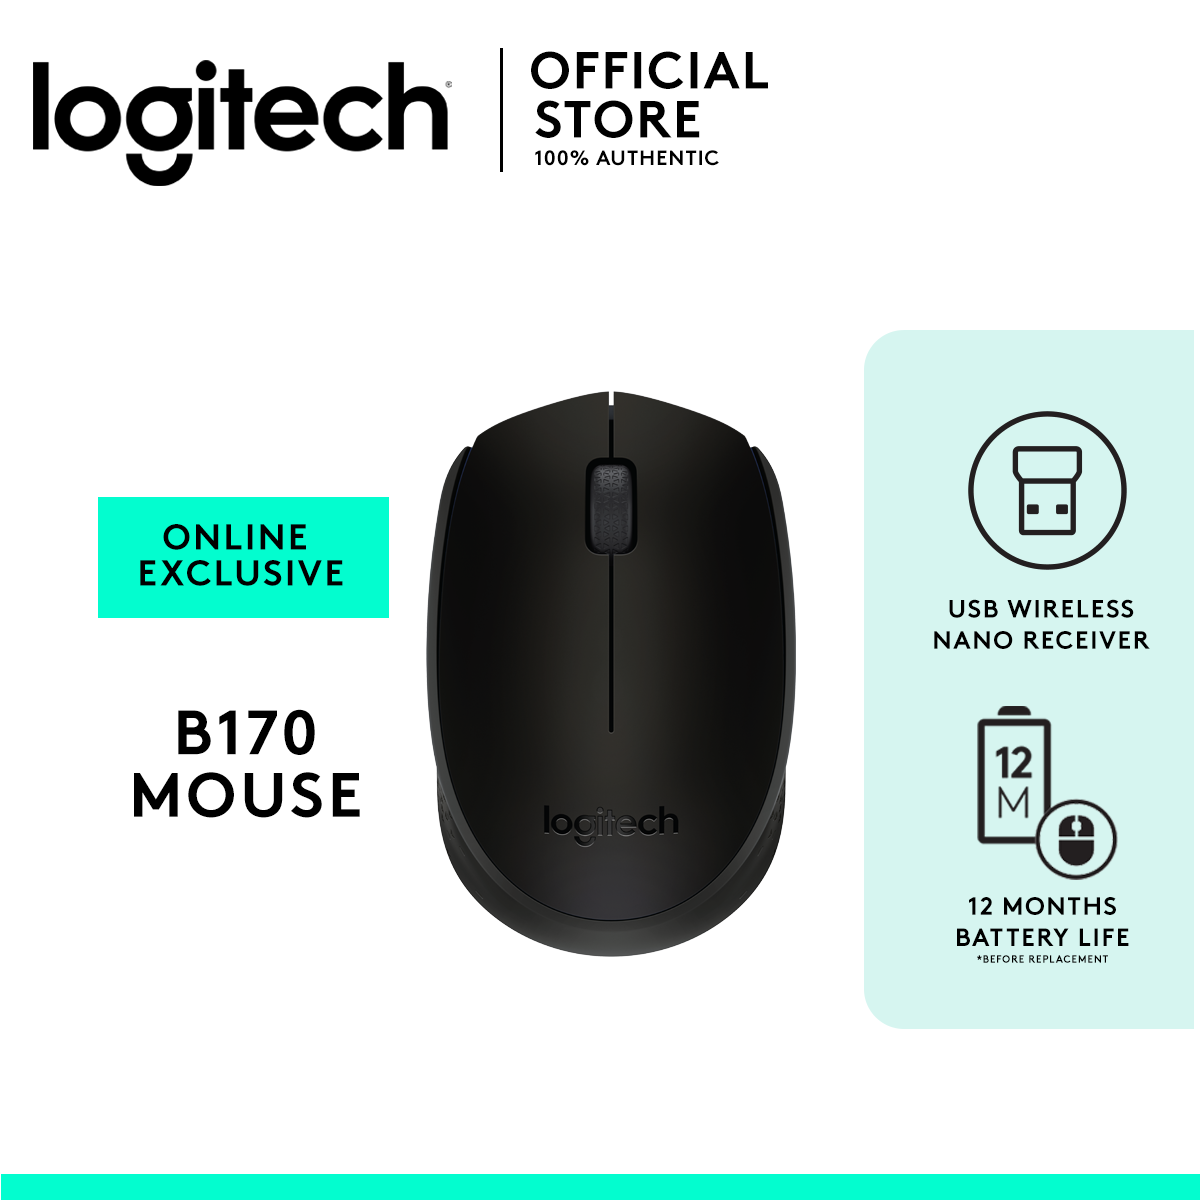 logitech
OFFICIAL
STORE
100% AUTHENTIC
ONLINE
EXCLUSIVE
B170
MOUSE
logitech
USB WIRELESS
NANO RECEIVER
12
M
12 MONTHS
BATTERY LIFE
*BEFORE REPLACEMENT